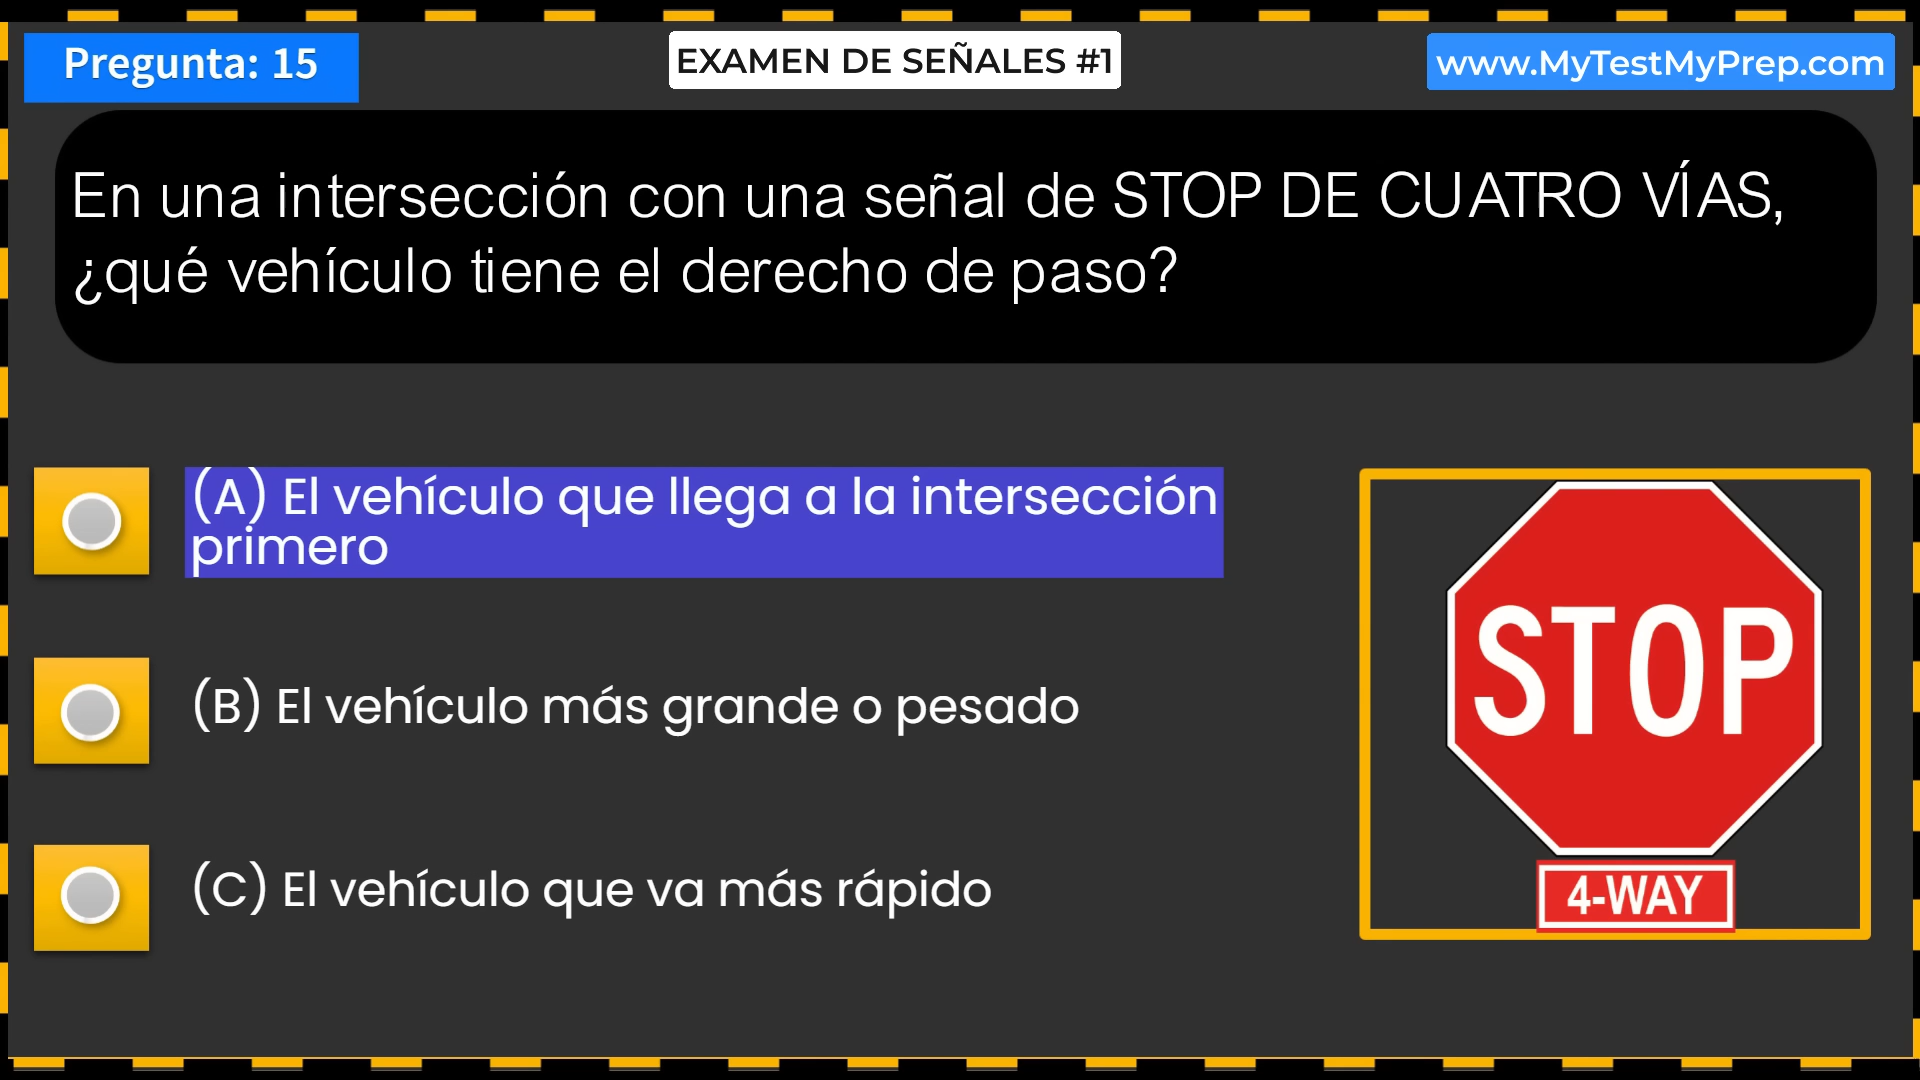 Pregunta: 15
EXAMEN DE SEÑALES #1
www.MyTestMyPrep.com
En una intersección con una señal de STOP DE CUATRO VÍAS,
¿qué vehículo tiene el derecho de paso?
(A) El vehículo que llega a la intersección
primero
(B) El vehículo más grande o pesado
(C) El vehículo que va más rápido
STOP
4-WAY